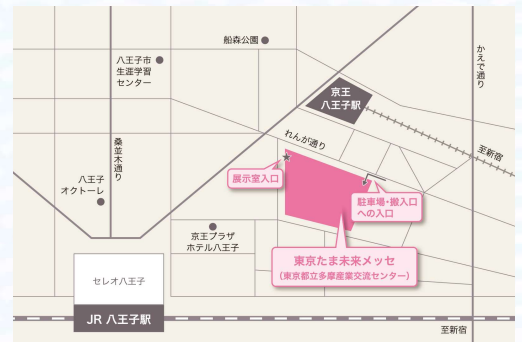 船森公園
八王子市
生涯学習
センター
京王
八王子駅
かえで通り
桑並木通り
れんが通り
至新宿
展示室入口
八王子
オクトーレ
駐車場・搬入口
への入口
京王プラザ
ホテル八王子
東京たま未来メッセ
(東京都立多摩産業交流センター)
セレオ八王子
JR 八王子駅
至新宿